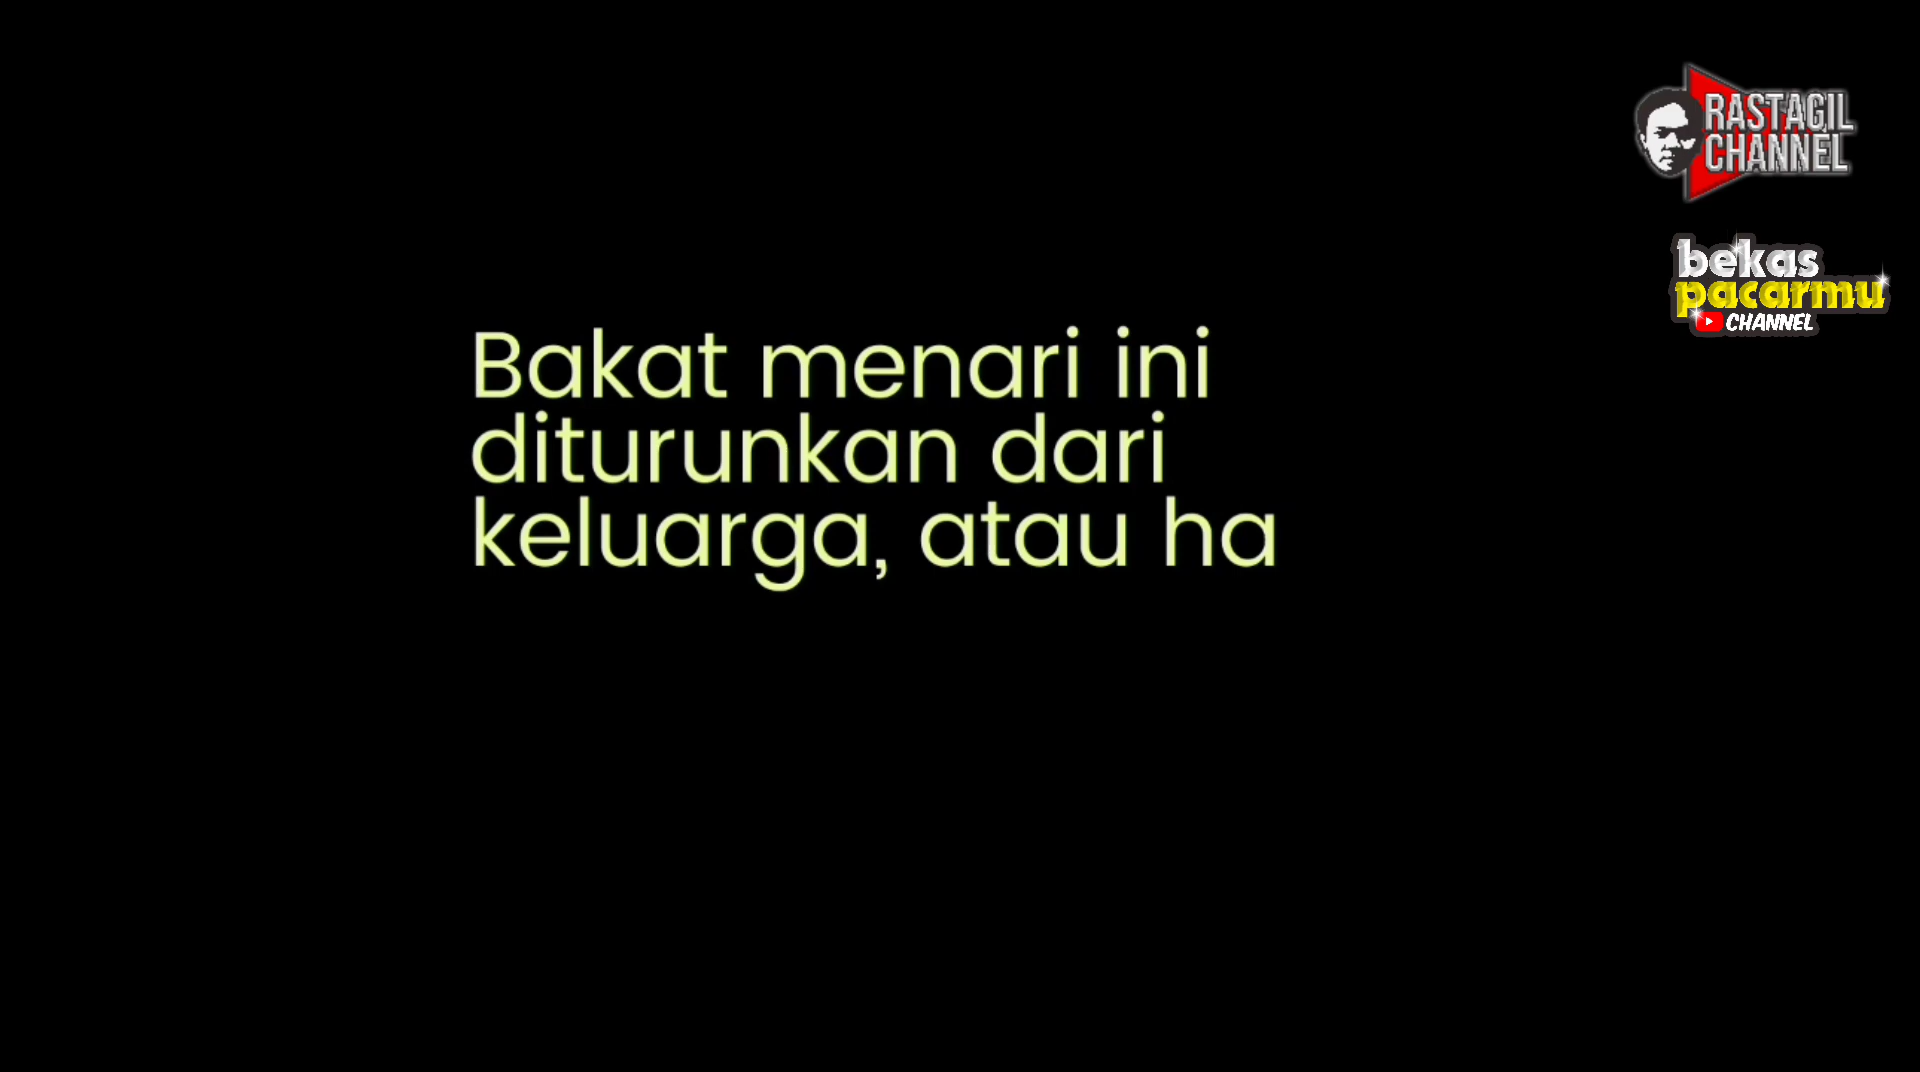 RASTAGIL
CHANNEL
bekas
pacarmu
CHANNEL
Bakat menari ini
diturunkan dari
keluarga, atau ha